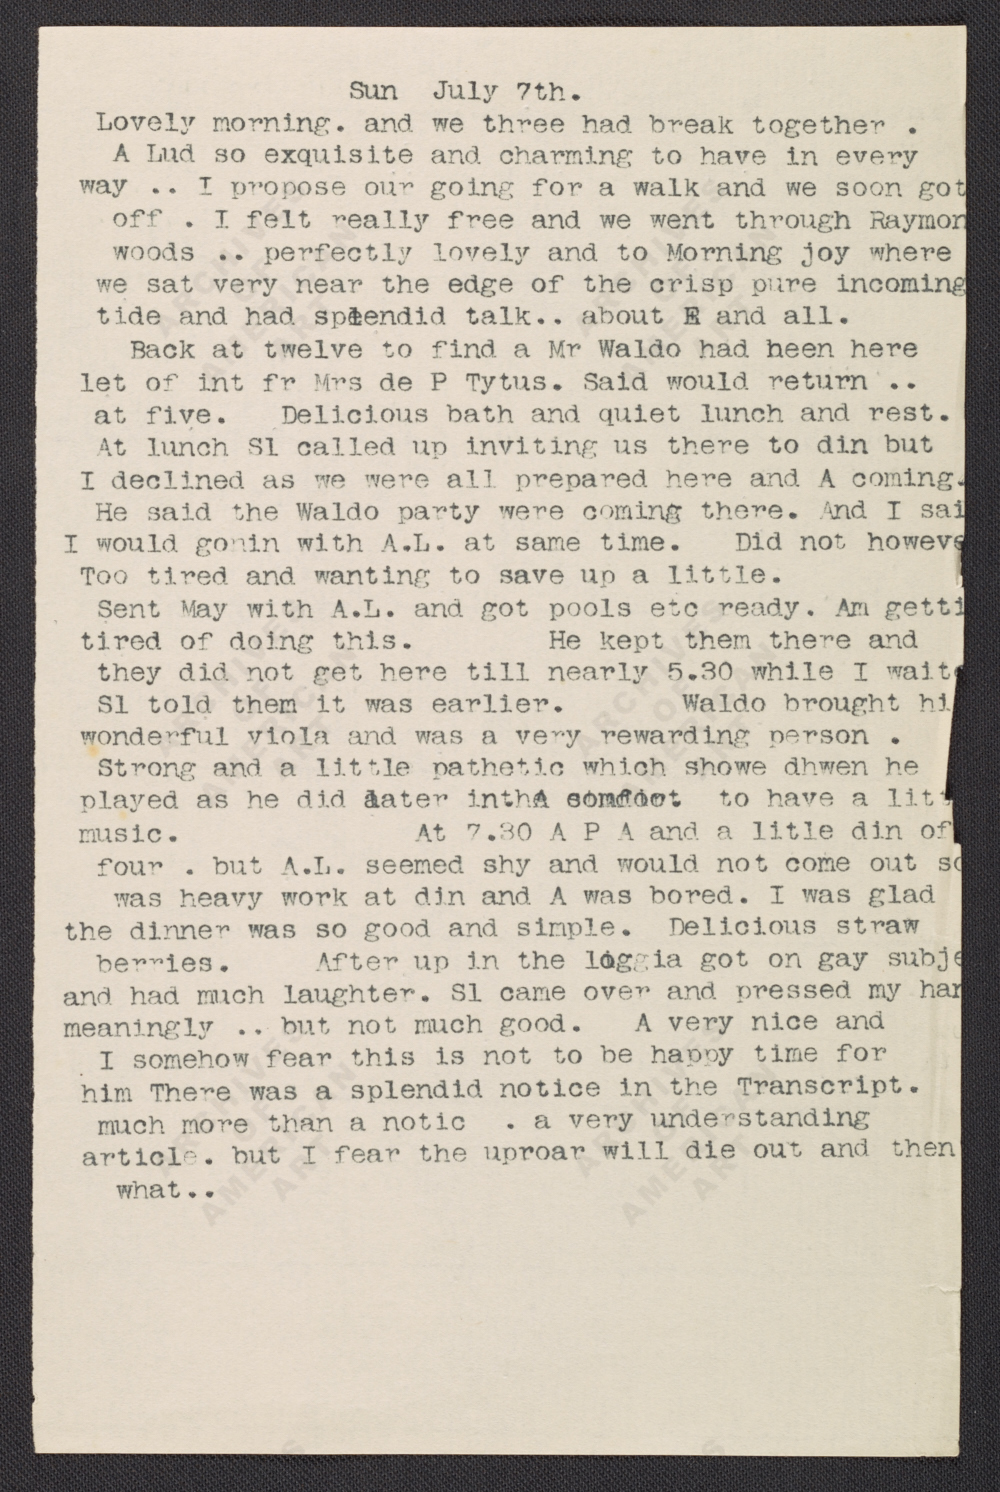 Sun July 7th.
Lovely morning. and we three had break together .
A Lud so exquisite and charming to have in every
way .. I propose our going for a walk and we soon got
off . I felt really free and we went through Raymon
woods .. perfectly lovely and to Morning joy where
we sat very near the edge of the crisp pure incoming
tide and had splendid talk.. about E and all.
Back at twelve to find a Mr Waldo had been here
let of int fr Mrs de P Tytus. Said would return ..
at five. Delicious bath and quiet lunch and rest.
At lunch Sl called up inviting us there to din but
I declined as we were all prepared here and A coming.
He said the Waldo party were coming there. And I sai
I would gonin with A.L. at same time. Did not howeve
Too tired and wanting to save up a little.
Sent May with A.L. and got pools etc ready. Am getti
tired of doing this. He kept them there and
they did not get here till nearly 5.30 while I waite
Sl told them it was earlier. Waldo brought hi
wonderful viola and was a very rewarding person .
Strong and a little pathetic which showe dhwen he
played as he did later inthA to have a litt
music. At 7.30 A P A and a litle din of
four . but A.L. seemed shy and would not come out so
was heavy work at din and A was bored. I was glad
the dinner was so good and simple. Delicious straw
berries. After up in the loggia got on gay subje
and had much laughter. Sl came over and pressed my han
meaningly .. but not much good. A very nice and
I somehow fear this is not to be happy time for
him There was a splendid notice in the Transcript.
much more than a notic . a very understanding
article. but I fear the uproar will die out and then
what..
ARCHIVES OF AMERICAN ART